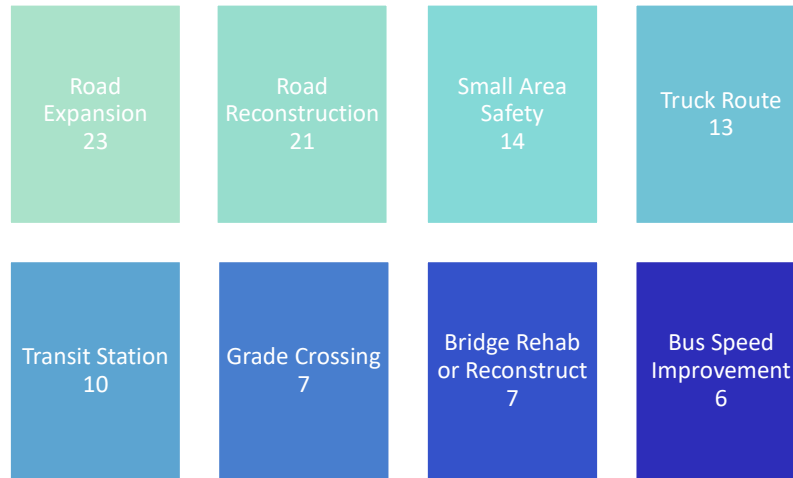 Road
Expansion
23
Road
Reconstruction
21
Small Area
Safety
14
Truck Route
13
Transit Station
10
Grade Crossing
7
Bridge Rehab
or Reconstruct
7
Bus Speed
Improvement
6